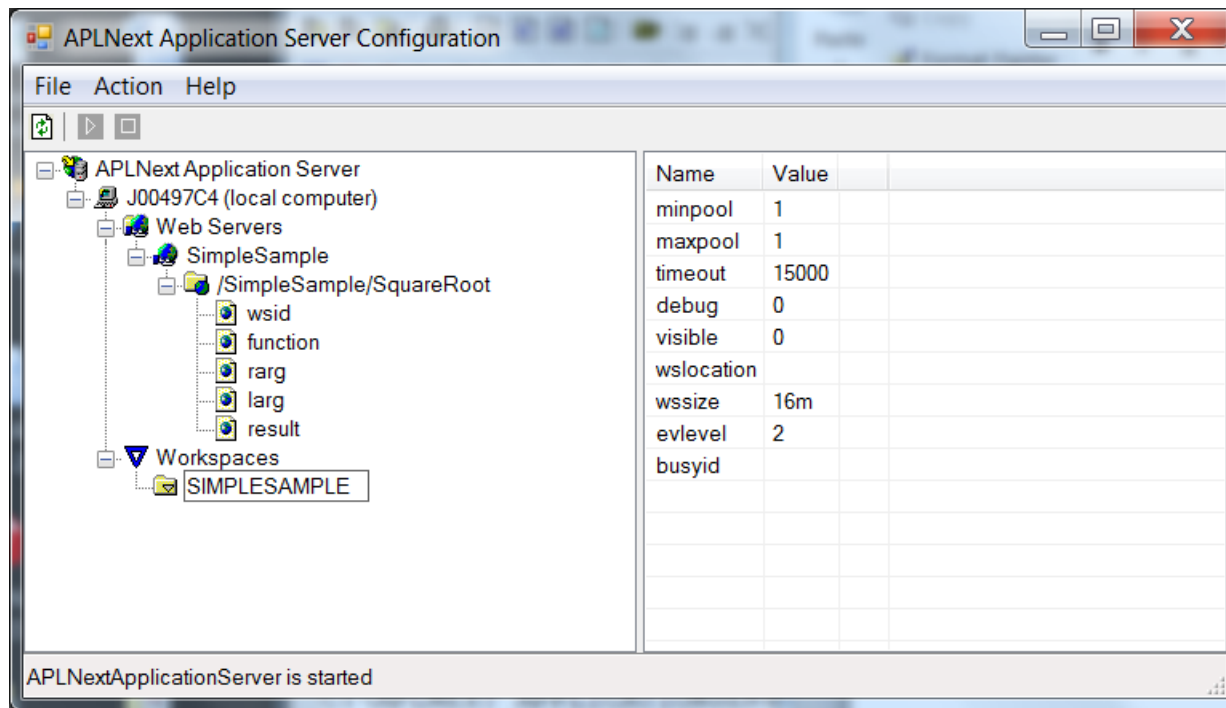 APLNext Application Server Configuration
File Action Help
APLNext Application Server
J00497C4 (local computer)
Web Servers
SimpleSample
/SimpleSample/SquareRoot
wsid
function
rarg
larg
result
Workspaces
SIMPLESAMPLE
Name Value
minpool 1
maxpool 1
timeout 15000
debug 0
visible 0
wslocation
wssize 16m
evlevel 2
busyid
APLNextApplicationServer is started